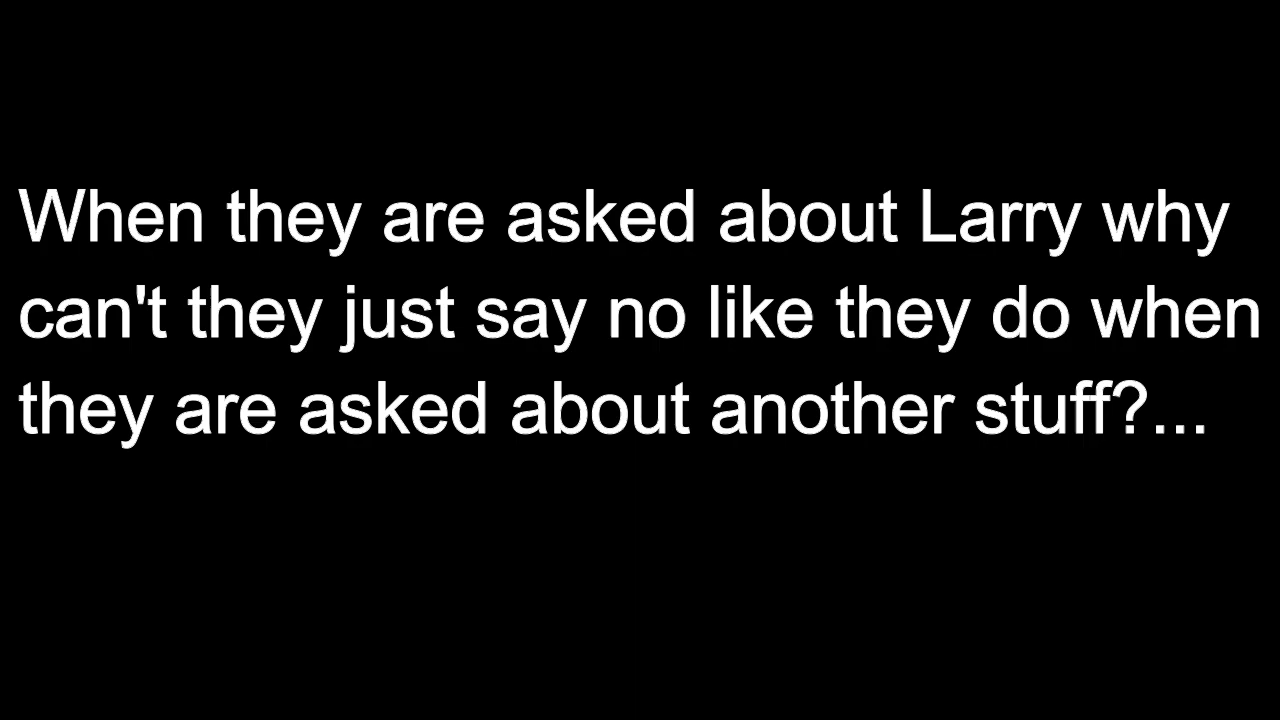 When they are asked about Larry why
can't they just say no like they do when
they are asked about another stuff?...